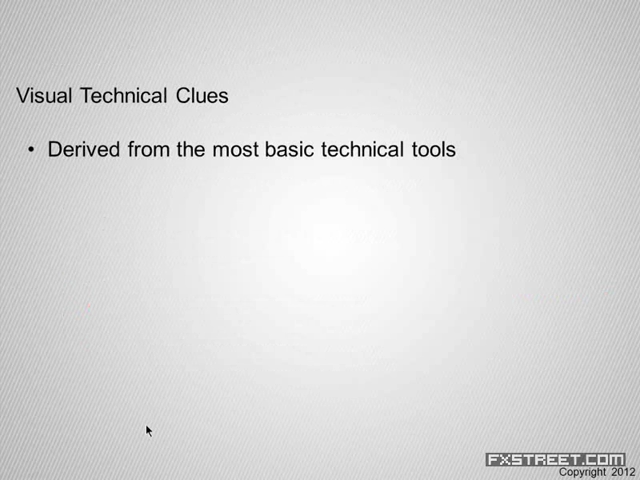 Visual Technical Clues
• Derived from the most basic technical tools
FXSTREET.COM
Copyright 2012